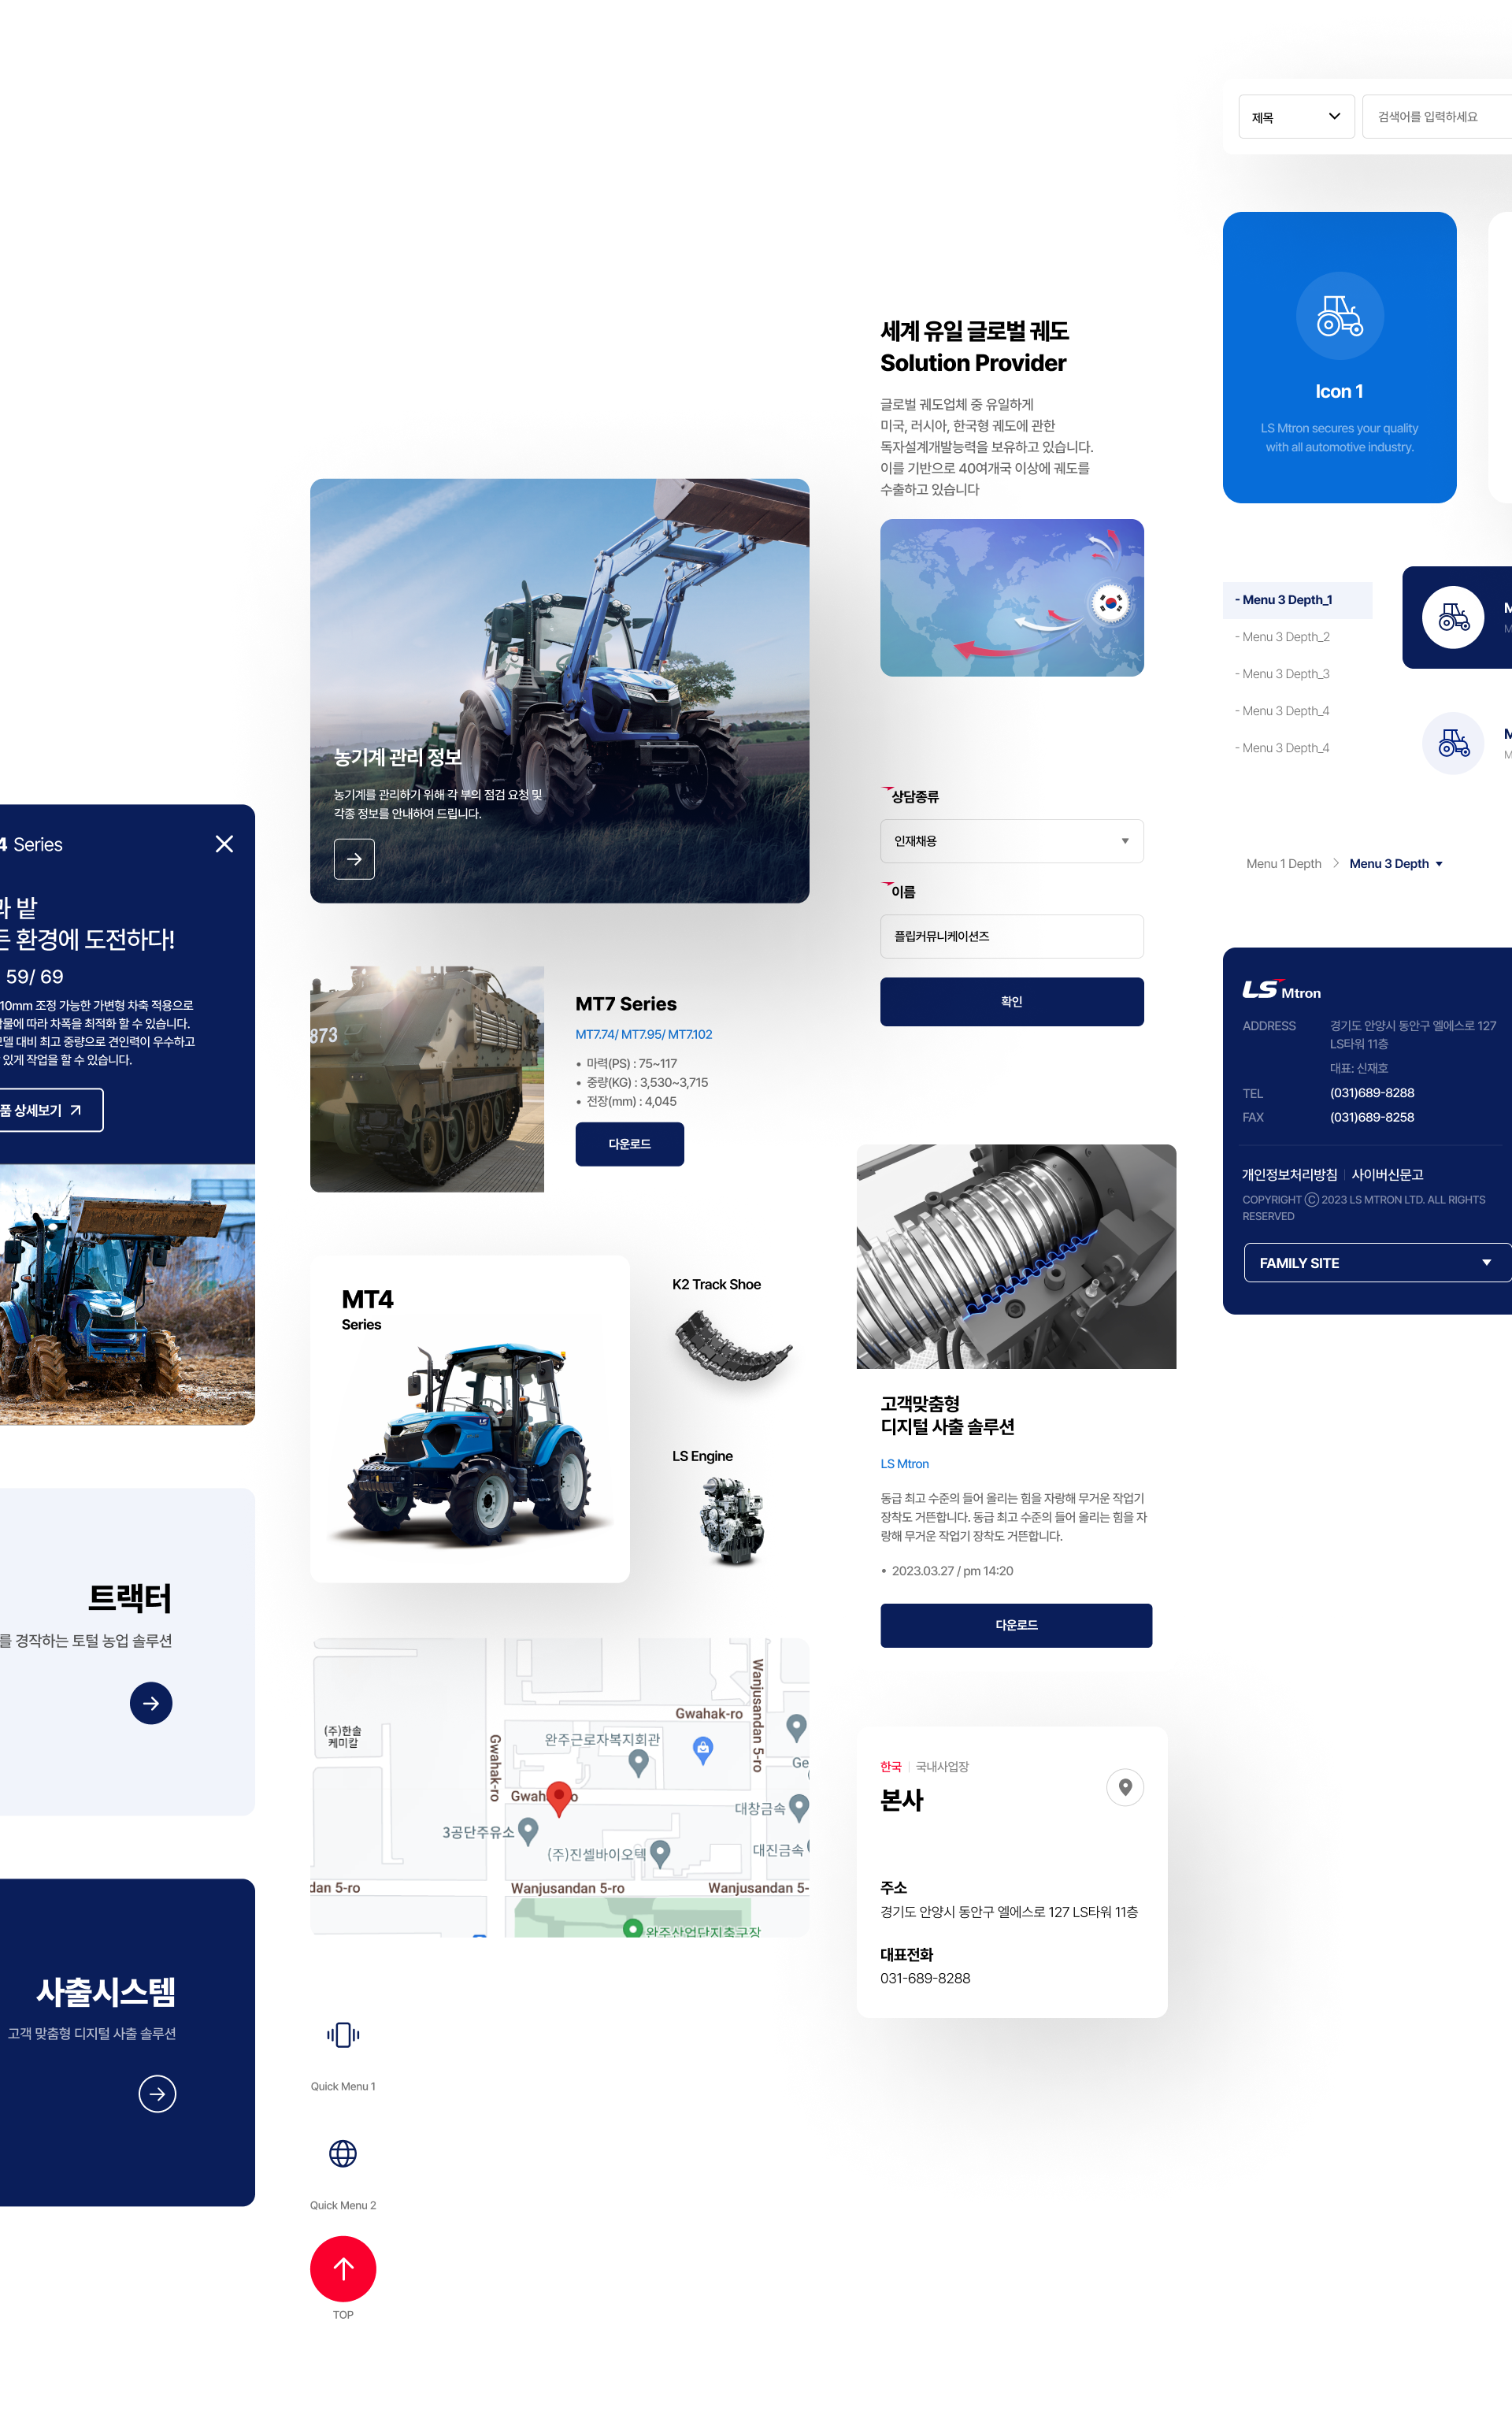 4 Series
과 밭
든 환경에 도전하다!
59/ 69
10mm 조정 가능한 가변형 차축 적용으로
작물에 따라 차폭을 최적화 할 수 있습니다.
모델 대비 최고 중량으로 견인력이 우수하고
있게 작업을 할 수 있습니다.
품 상세보기
트랙터
를 경작하는 토털 농업 솔루션
사출시스템
고객 맞춤형 디지털 사출 솔루션
농기계 관리 정보
농기계를 관리하기 위해 각 부의 점검 요청 및
각종 정보를 안내하여 드립니다.
873
MT7 Series
MT7.74/ MT7.95/ MT7.102
• 마력(PS) : 75~117
• 중량(KG) : 3,530~3,715
• 전장(mm) : 4,045
다운로드
MT4
Series
K2 Track Shoe
LS Engine
(주)한솔
케미칼
Gwahak-ro
Wanjusandan 5-ro
Gwahak-ro
완주근로자복지회관
Ge
Gwah
o
대창금속
3공단주유소
(주)진셀바이오텍
대진금속
dan 5-ro
Wanjusandan 5-ro
Wanjusandan 5-
완주산업단지축구장
Quick Menu 1
Quick Menu 2
TOP
세계 유일 글로벌 궤도
Solution Provider
글로벌 궤도업체 중 유일하게
미국, 러시아, 한국형 궤도에 관한
독자설계개발능력을 보유하고 있습니다.
이를 기반으로 40여개국 이상에 궤도를
수출하고 있습니다
상담종류
인재채용
이름
플립커뮤니케이션즈
확인
고객맞춤형
디지털 사출 솔루션
LS Mtron
동급 최고 수준의 들어 올리는 힘을 자랑해 무거운 작업기
장착도 거뜬합니다. 동급 최고 수준의 들어 올리는 힘을 자
랑해 무거운 작업기 장착도 거뜬합니다.
• 2023.03.27 / pm 14:20
다운로드
한국 | 국내사업장
본사
주소
경기도 안양시 동안구 엘에스로 127 LS타워 11층
대표전화
031-689-8288
제목
검색어를 입력하세요
Icon 1
LS Mtron secures your quality
with all automotive industry.
- Menu 3 Depth_1
- Menu 3 Depth_2
- Menu 3 Depth_3
- Menu 3 Depth_4
- Menu 3 Depth_4
M
M
M
M
Menu 1 Depth > Menu 3 Depth
LS Mtron
ADDRESS 경기도 안양시 동안구 엘에스로 127
LS타워 11층
대표: 신재호
TEL (031)689-8288
FAX (031)689-8258
개인정보처리방침 | 사이버신문고
COPYRIGHT Ⓒ 2023 LS MTRON LTD. ALL RIGHTS
RESERVED
FAMILY SITE